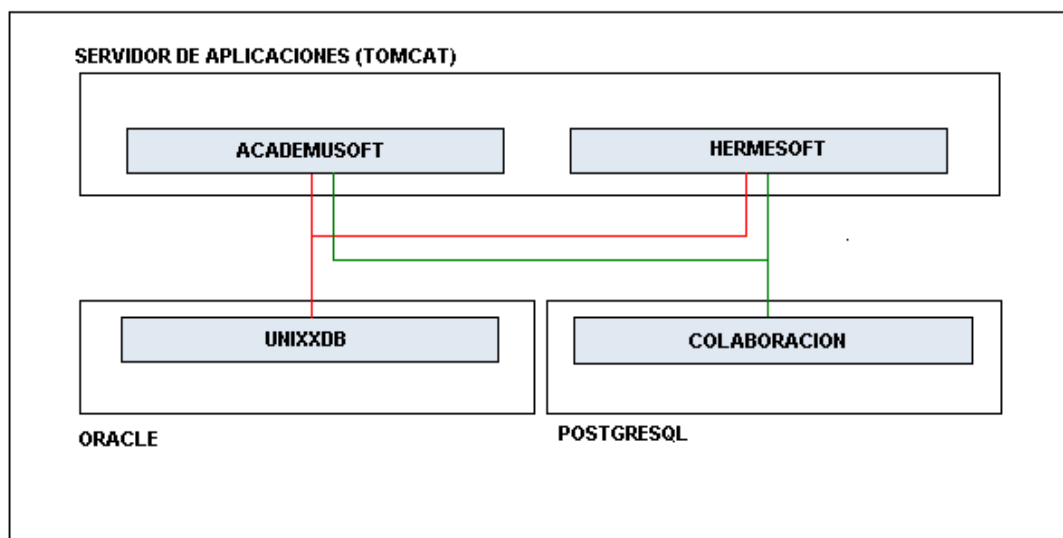 SERVIDOR DE APLICACIONES (TOMCAT)
ACADEMUSOFT
HERMESOFT
UNIXXDB
COLABORACION
ORACLE
POSTGRESQL